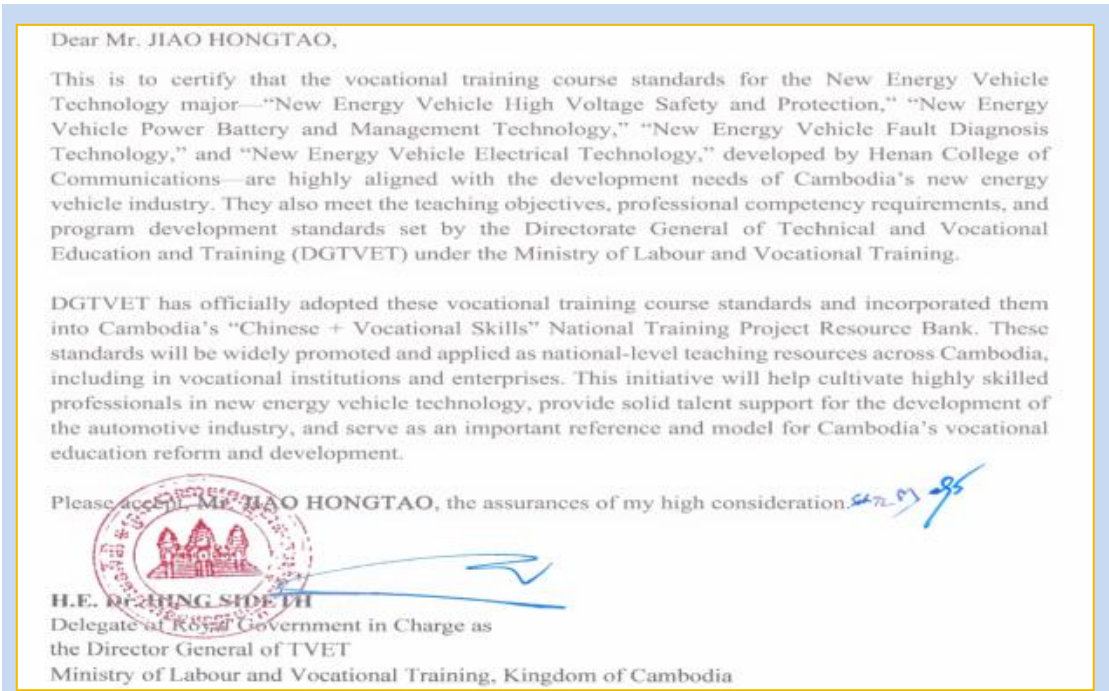 Dear Mr. JIAO HONGTAO,
This is to certify that the vocational training course standards for the New Energy Vehicle
Technology major—“New Energy Vehicle High Voltage Safety and Protection,” “New Energy
Vehicle Power Battery and Management Technology,” “New Energy Vehicle Fault Diagnosis
Technology,” and “New Energy Vehicle Electrical Technology,” developed by Henan College of
Communications—are highly aligned with the development needs of Cambodia’s new energy
vehicle industry. They also meet the teaching objectives, professional competency requirements, and
program development standards set by the Directorate General of Technical and Vocational
Education and Training (DGTVET) under the Ministry of Labour and Vocational Training.
DGTVET has officially adopted these vocational training course standards and incorporated them
into Cambodia’s “Chinese + Vocational Skills” National Training Project Resource Bank. These
standards will be widely promoted and applied as national-level teaching resources across Cambodia,
including in vocational institutions and enterprises. This initiative will help cultivate highly skilled
professionals in new energy vehicle technology, provide solid talent support for the development of
the automotive industry, and serve as an important reference and model for Cambodia’s vocational
education reform and development.
Please accept, Mr. JIAO HONGTAO, the assurances of my high consideration.
H.E. Dr. HING SIDETH
Delegate of Royal Government in Charge as
the Director General of TVET
Ministry of Labour and Vocational Training, Kingdom of Cambodia